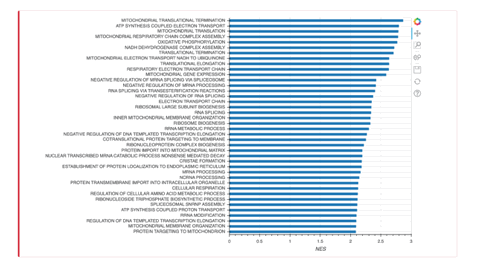 MITOCHONDRIAL TRANSLATIONAL TERMINATION
ATP SYNTHESIS COUPLED ELECTRON TRANSPORT
MITOCHONDRIAL TRANSLATION
MITOCHONDRIAL RESPIRATORY CHAIN COMPLEX ASSEMBLY
OXIDATIVE PHOSPHORYLATION
NADH DEHYDROGENASE COMPLEX ASSEMBLY
TRANSLATIONAL TERMINATION
MITOCHONDRIAL ELECTRON TRANSPORT NADH TO UBIQUINONE
TRANSLATIONAL ELONGATION
RESPIRATORY ELECTRON TRANSPORT CHAIN
MITOCHONDRIAL GENE EXPRESSION
NEGATIVE REGULATION OF MRNA SPLICING VIA SPLICEOSOME
NEGATIVE REGULATION OF MRNA PROCESSING
RNA SPLICING VIA TRANSESTERIFICATION REACTIONS
NEGATIVE REGULATION OF RNA SPLICING
ELECTRON TRANSPORT CHAIN
RIBOSOMAL LARGE SUBUNIT BIOGENESIS
RNA SPLICING
INNER MITOCHONDRIAL MEMBRANE ORGANIZATION
RIBOSOME BIOGENESIS
RRNA METABOLIC PROCESS
NEGATIVE REGULATION OF DNA TEMPLATED TRANSCRIPTION ELONGATION
COTRANSLATIONAL PROTEIN TARGETING TO MEMBRANE
RIBONUCLEOPROTEIN COMPLEX BIOGENESIS
PROTEIN IMPORT INTO MITOCHONDRIAL MATRIX
NUCLEAR TRANSCRIBED MRNA CATABOLIC PROCESS NONSENSE MEDIATED DECAY
CRISTAE FORMATION
ESTABLISHMENT OF PROTEIN LOCALIZATION TO ENDOPLASMIC RETICULUM
MRNA PROCESSING
NCRNA PROCESSING
PROTEIN TRANSMEMBRANE IMPORT INTO INTRACELLULAR ORGANELLE
CELLULAR RESPIRATION
REGULATION OF CELLULAR AMINO ACID METABOLIC PROCESS
RIBONUCLEOSIDE TRIPHOSPHATE BIOSYNTHETIC PROCESS
SPLICEOSOMAL SNRNP ASSEMBLY
ATP SYNTHESIS COUPLED PROTON TRANSPORT
RRNA MODIFICATION
REGULATION OF DNA TEMPLATED TRANSCRIPTION ELONGATION
MITOCHONDRIAL MEMBRANE ORGANIZATION
PROTEIN TARGETING TO MITOCHONDRION
0 0.5 1 1.5 2 2.5 3
NES